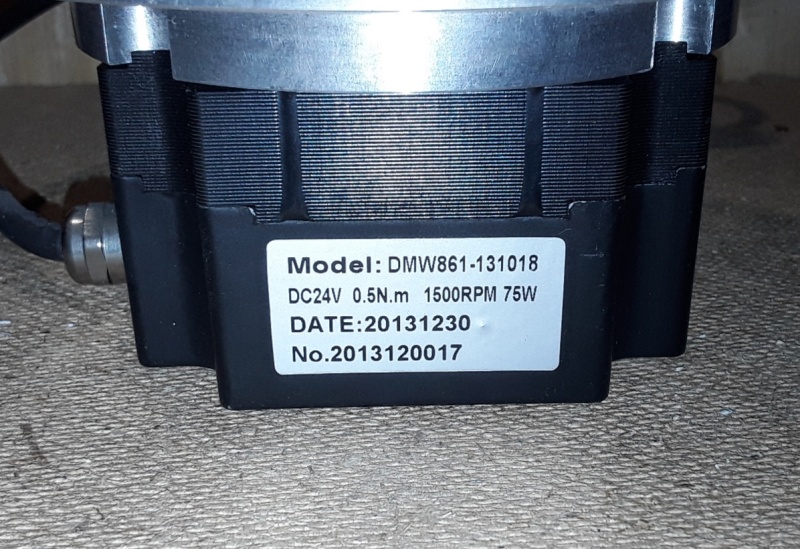 Model: DMW861-131018
DC24V 0.5N.m 1500RPM 75W
DATE:20131230
No.2013120017